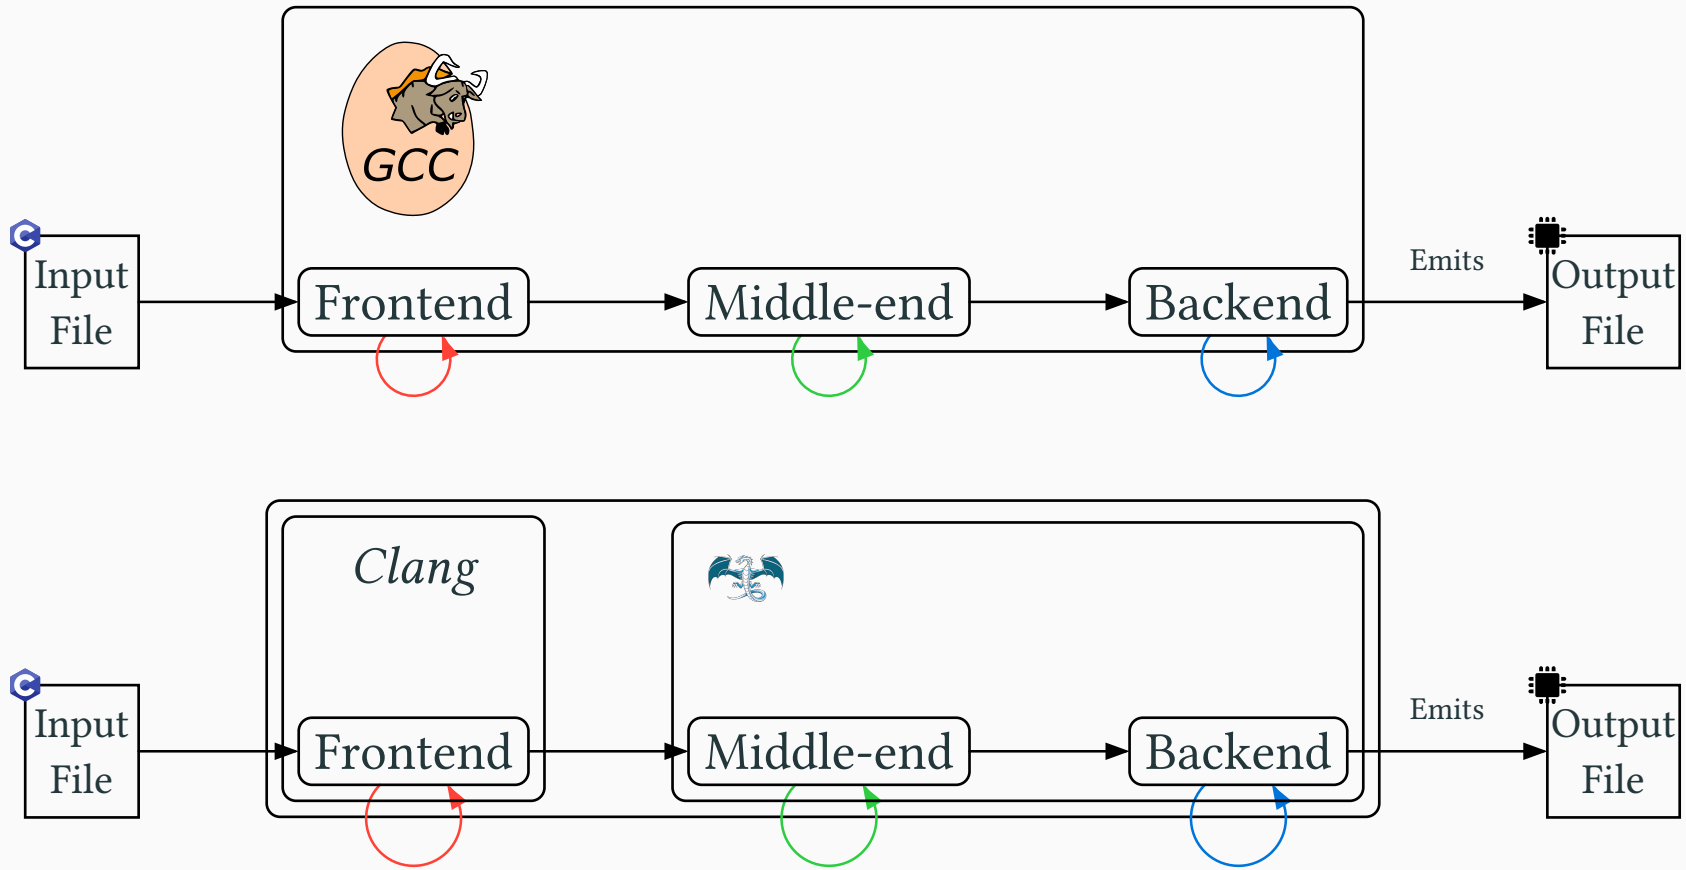 GCC
Input
File
Frontend
Middle-end
Backend
Emits
Output
File
Clang
Input
File
Frontend
Middle-end
Backend
Emits
Output
File